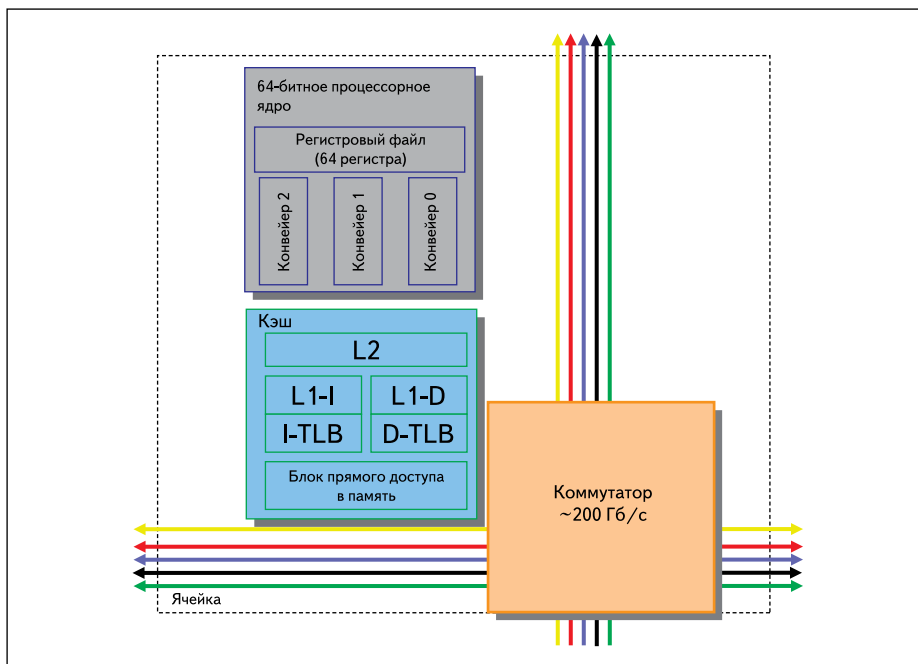 64-битное процессорное
ядро
Регистровый файл
(64 регистра)
Конвейер 2
Конвейер 1
Конвейер 0
Кэш
L2
L1-I
L1-D
I-TLB
D-TLB
Блок прямого доступа
в память
Коммутатор
~200 Гб/с
Ячейка